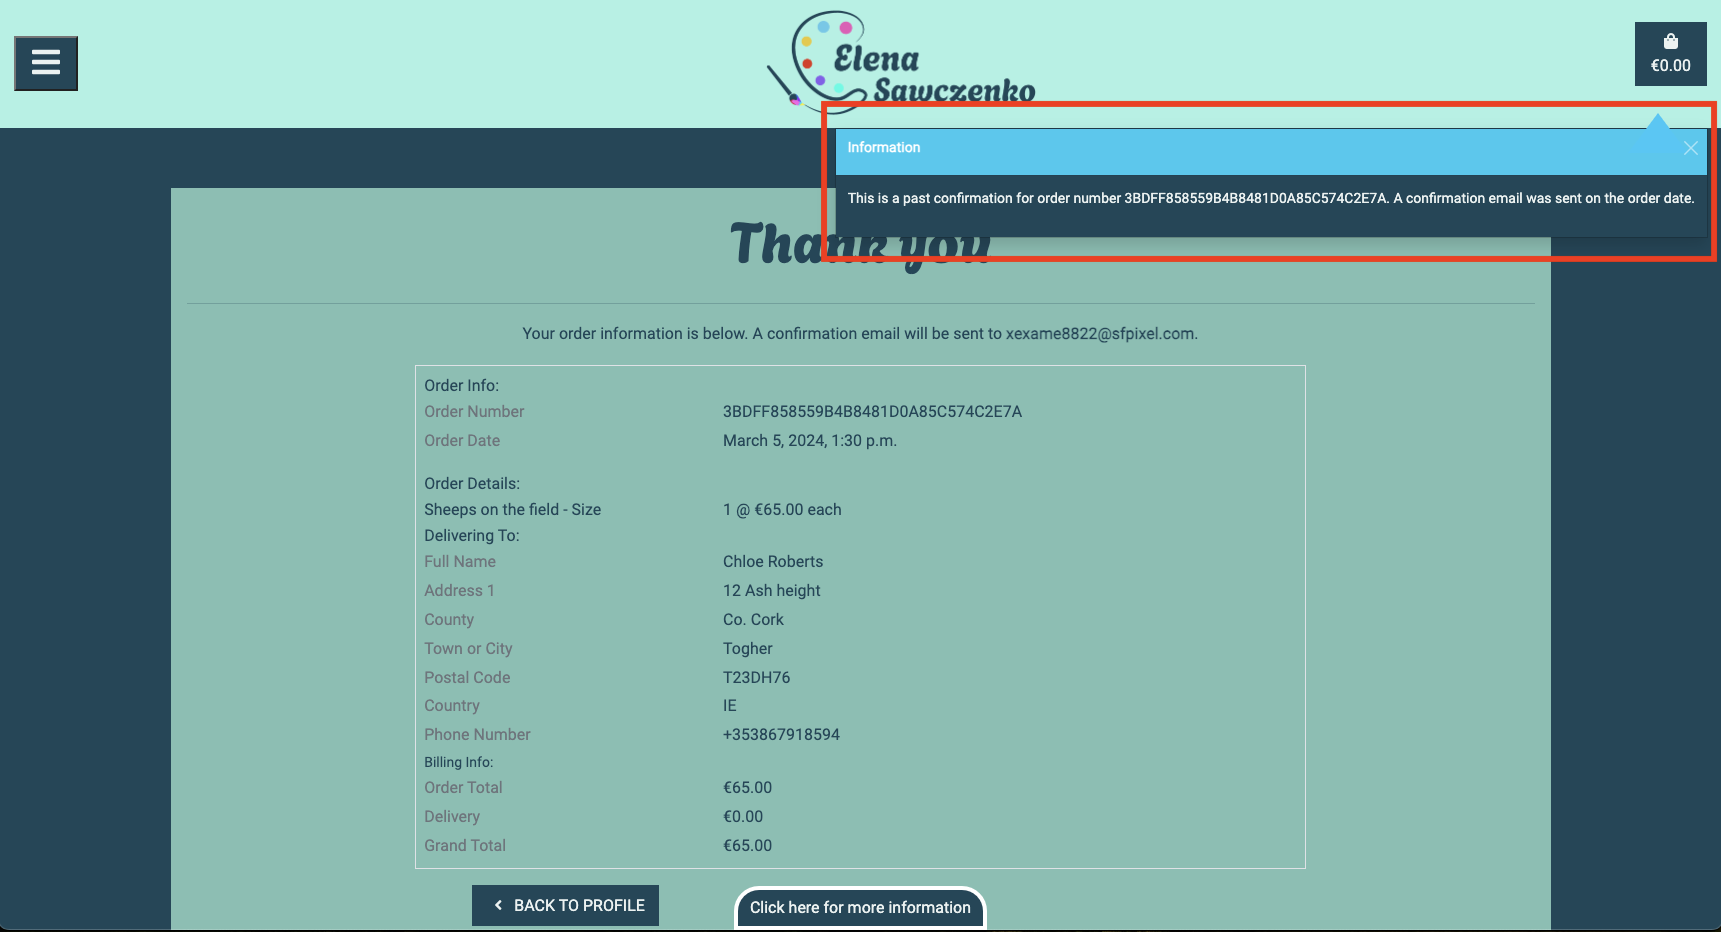 Elena
Sawczenko
€0.00
Information
This is a past confirmation for order number 3BDFF858559B4B8481D0A85C574C2E7A. A confirmation email was sent on the order date.
Thank you
Your order information is below. A confirmation email will be sent to xexame8822@sfpixel.com.
Order Info:
Order Number 3BDFF858559B4B8481D0A85C574C2E7A
Order Date March 5, 2024, 1:30 p.m.
Order Details:
Sheeps on the field - Size 1 @ €65.00 each
Delivering To:
Full Name Chloe Roberts
Address 1 12 Ash height
County Co. Cork
Town or City Togher
Postal Code T23DH76
Country IE
Phone Number +353867918594
Billing Info:
Order Total €65.00
Delivery €0.00
Grand Total €65.00
BACK TO PROFILE
Click here for more information